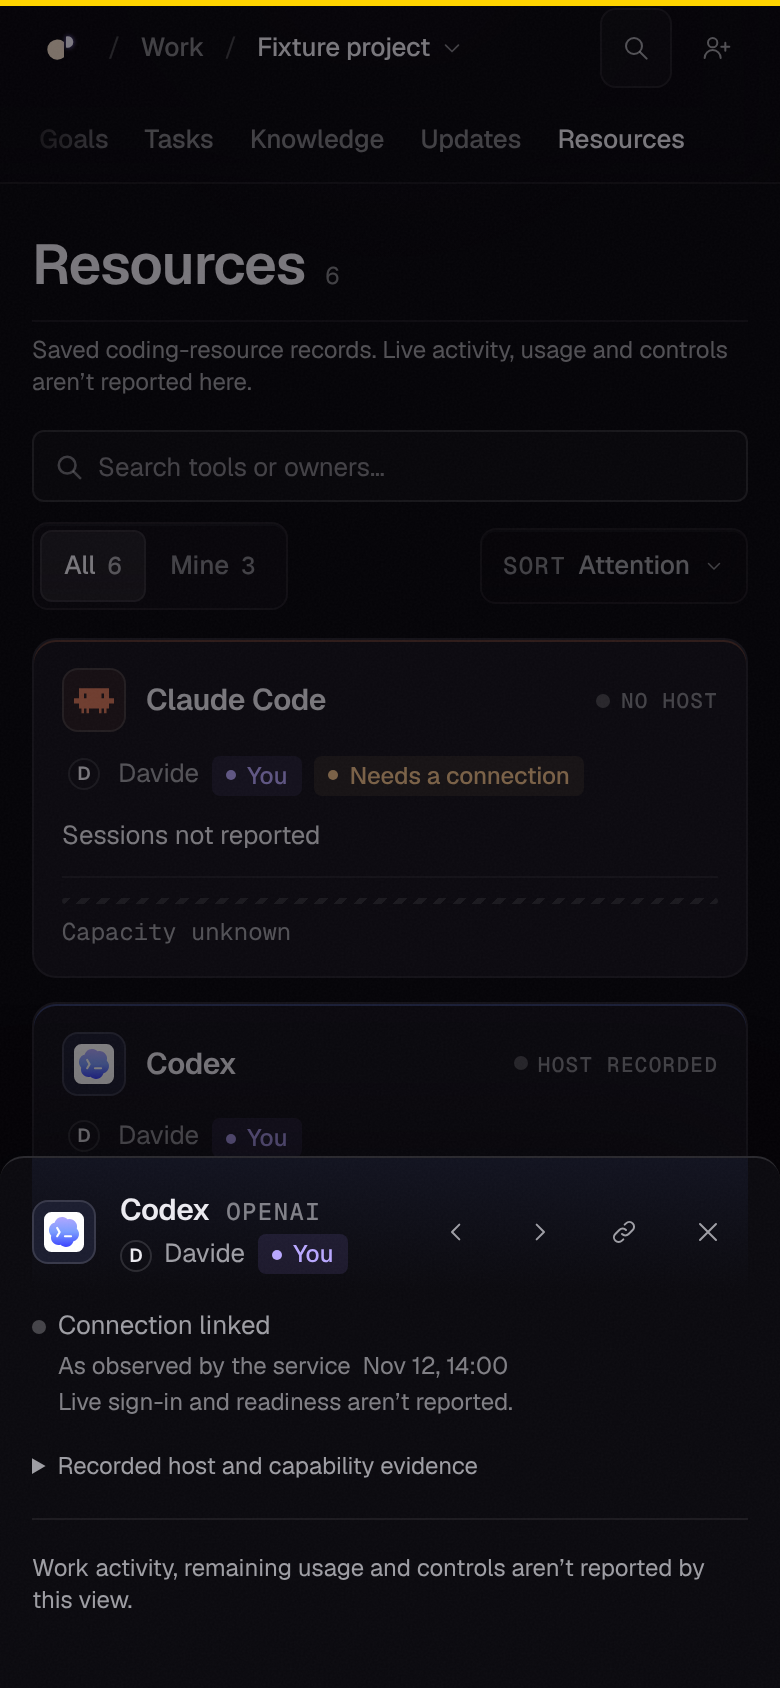 / Work / Fixture project
Goals Tasks Knowledge Updates Resources
Resources 6
Saved coding-resource records. Live activity, usage and controls
aren’t reported here.
Search tools or owners...
All 6 Mine 3 SORT Attention
Claude Code NO HOST
D Davide You Needs a connection
Sessions not reported
Capacity unknown
Codex HOST RECORDED
D Davide You
Codex OPENAI
D Davide You
Connection linked
As observed by the service Nov 12, 14:00
Live sign-in and readiness aren’t reported.
Recorded host and capability evidence
Work activity, remaining usage and controls aren’t reported by
this view.